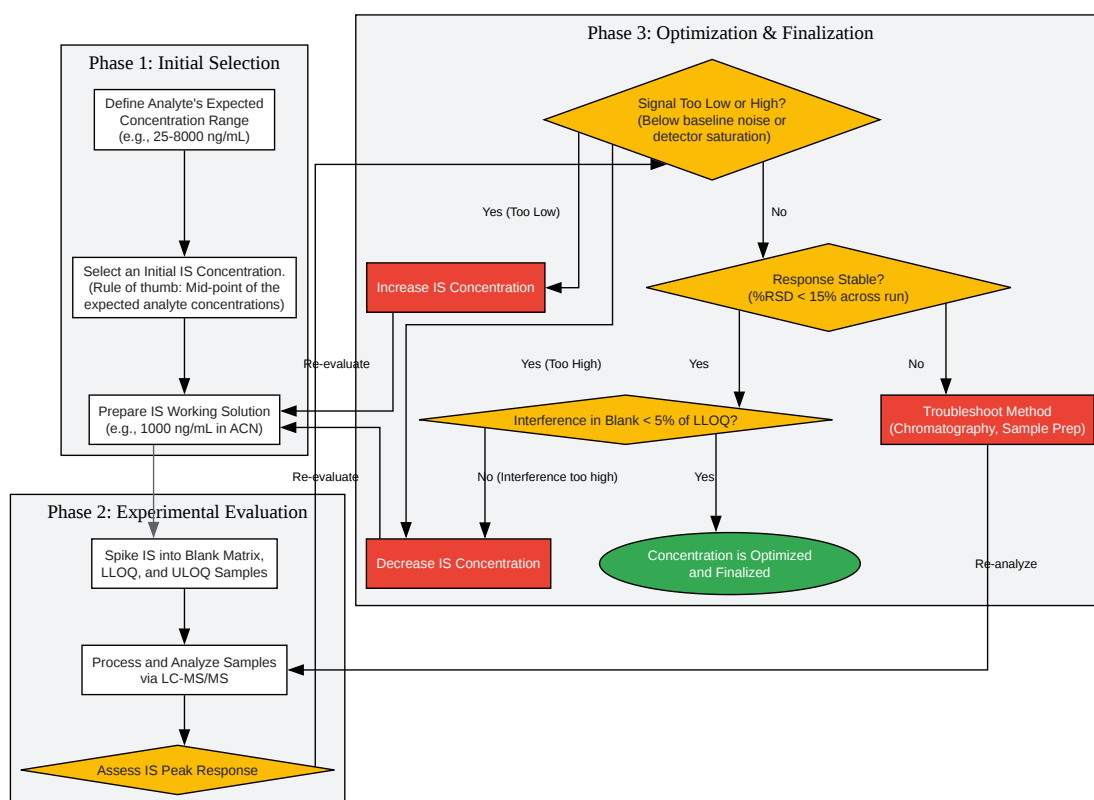 Phase 1: Initial Selection
Define Analyte's Expected
Concentration Range
(e.g., 25-8000 ng/mL)
Select an Initial IS Concentration.
(Rule of thumb: Mid-point of the
expected analyte concentrations)
Prepare IS Working Solution
(e.g., 1000 ng/mL in ACN)
Phase 2: Experimental Evaluation
Spike IS into Blank Matrix,
LLOQ, and ULOQ Samples
Process and Analyze Samples
via LC-MS/MS
Assess IS Peak Response
Phase 3: Optimization & Finalization
Signal Too Low or High?
(Below baseline noise or
detector saturation)
Yes (Too Low)
No
Increase IS Concentration
Response Stable?
(%RSD < 15% across run)
Re-evaluate
Yes (Too High)
Yes
No
Interference in Blank < 5% of LLOQ?
Troubleshoot Method
(Chromatography, Sample Prep)
Re-evaluate
No (Interference too high)
Yes
Decrease IS Concentration
Concentration is Optimized
and Finalized
Re-analyze